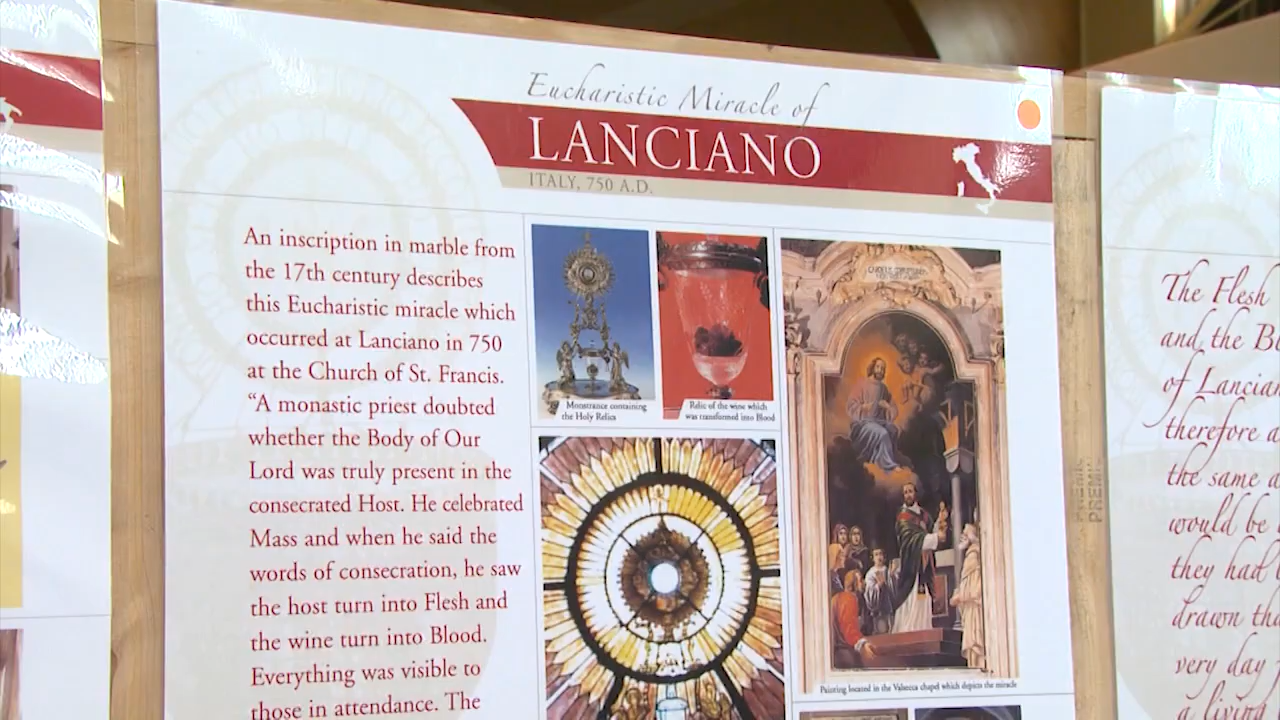 Eucharistic Miracle of
LANCIANO
ITALY, 750 A.D.
An inscription in marble from
the 17th century describes
this Eucharistic miracle which
occurred at Lanciano in 750
at the Church of St. Francis.
“A monastic priest doubted
whether the Body of Our
Lord was truly present in the
consecrated Host. He celebrated
Mass and when he said the
words of consecration, he saw
the host turn into Flesh and
the wine turn into Blood.
Everything was visible to
those in attendance. The
Monstrance containing
the Holy Relics
Relic of the wine which
was transformed into Blood
Painting located in the Valsecca chapel which depicts the miracle
PREMIC
The Flesh
and the
of
therefore
the same
would be
they had
drawn
very day
a living